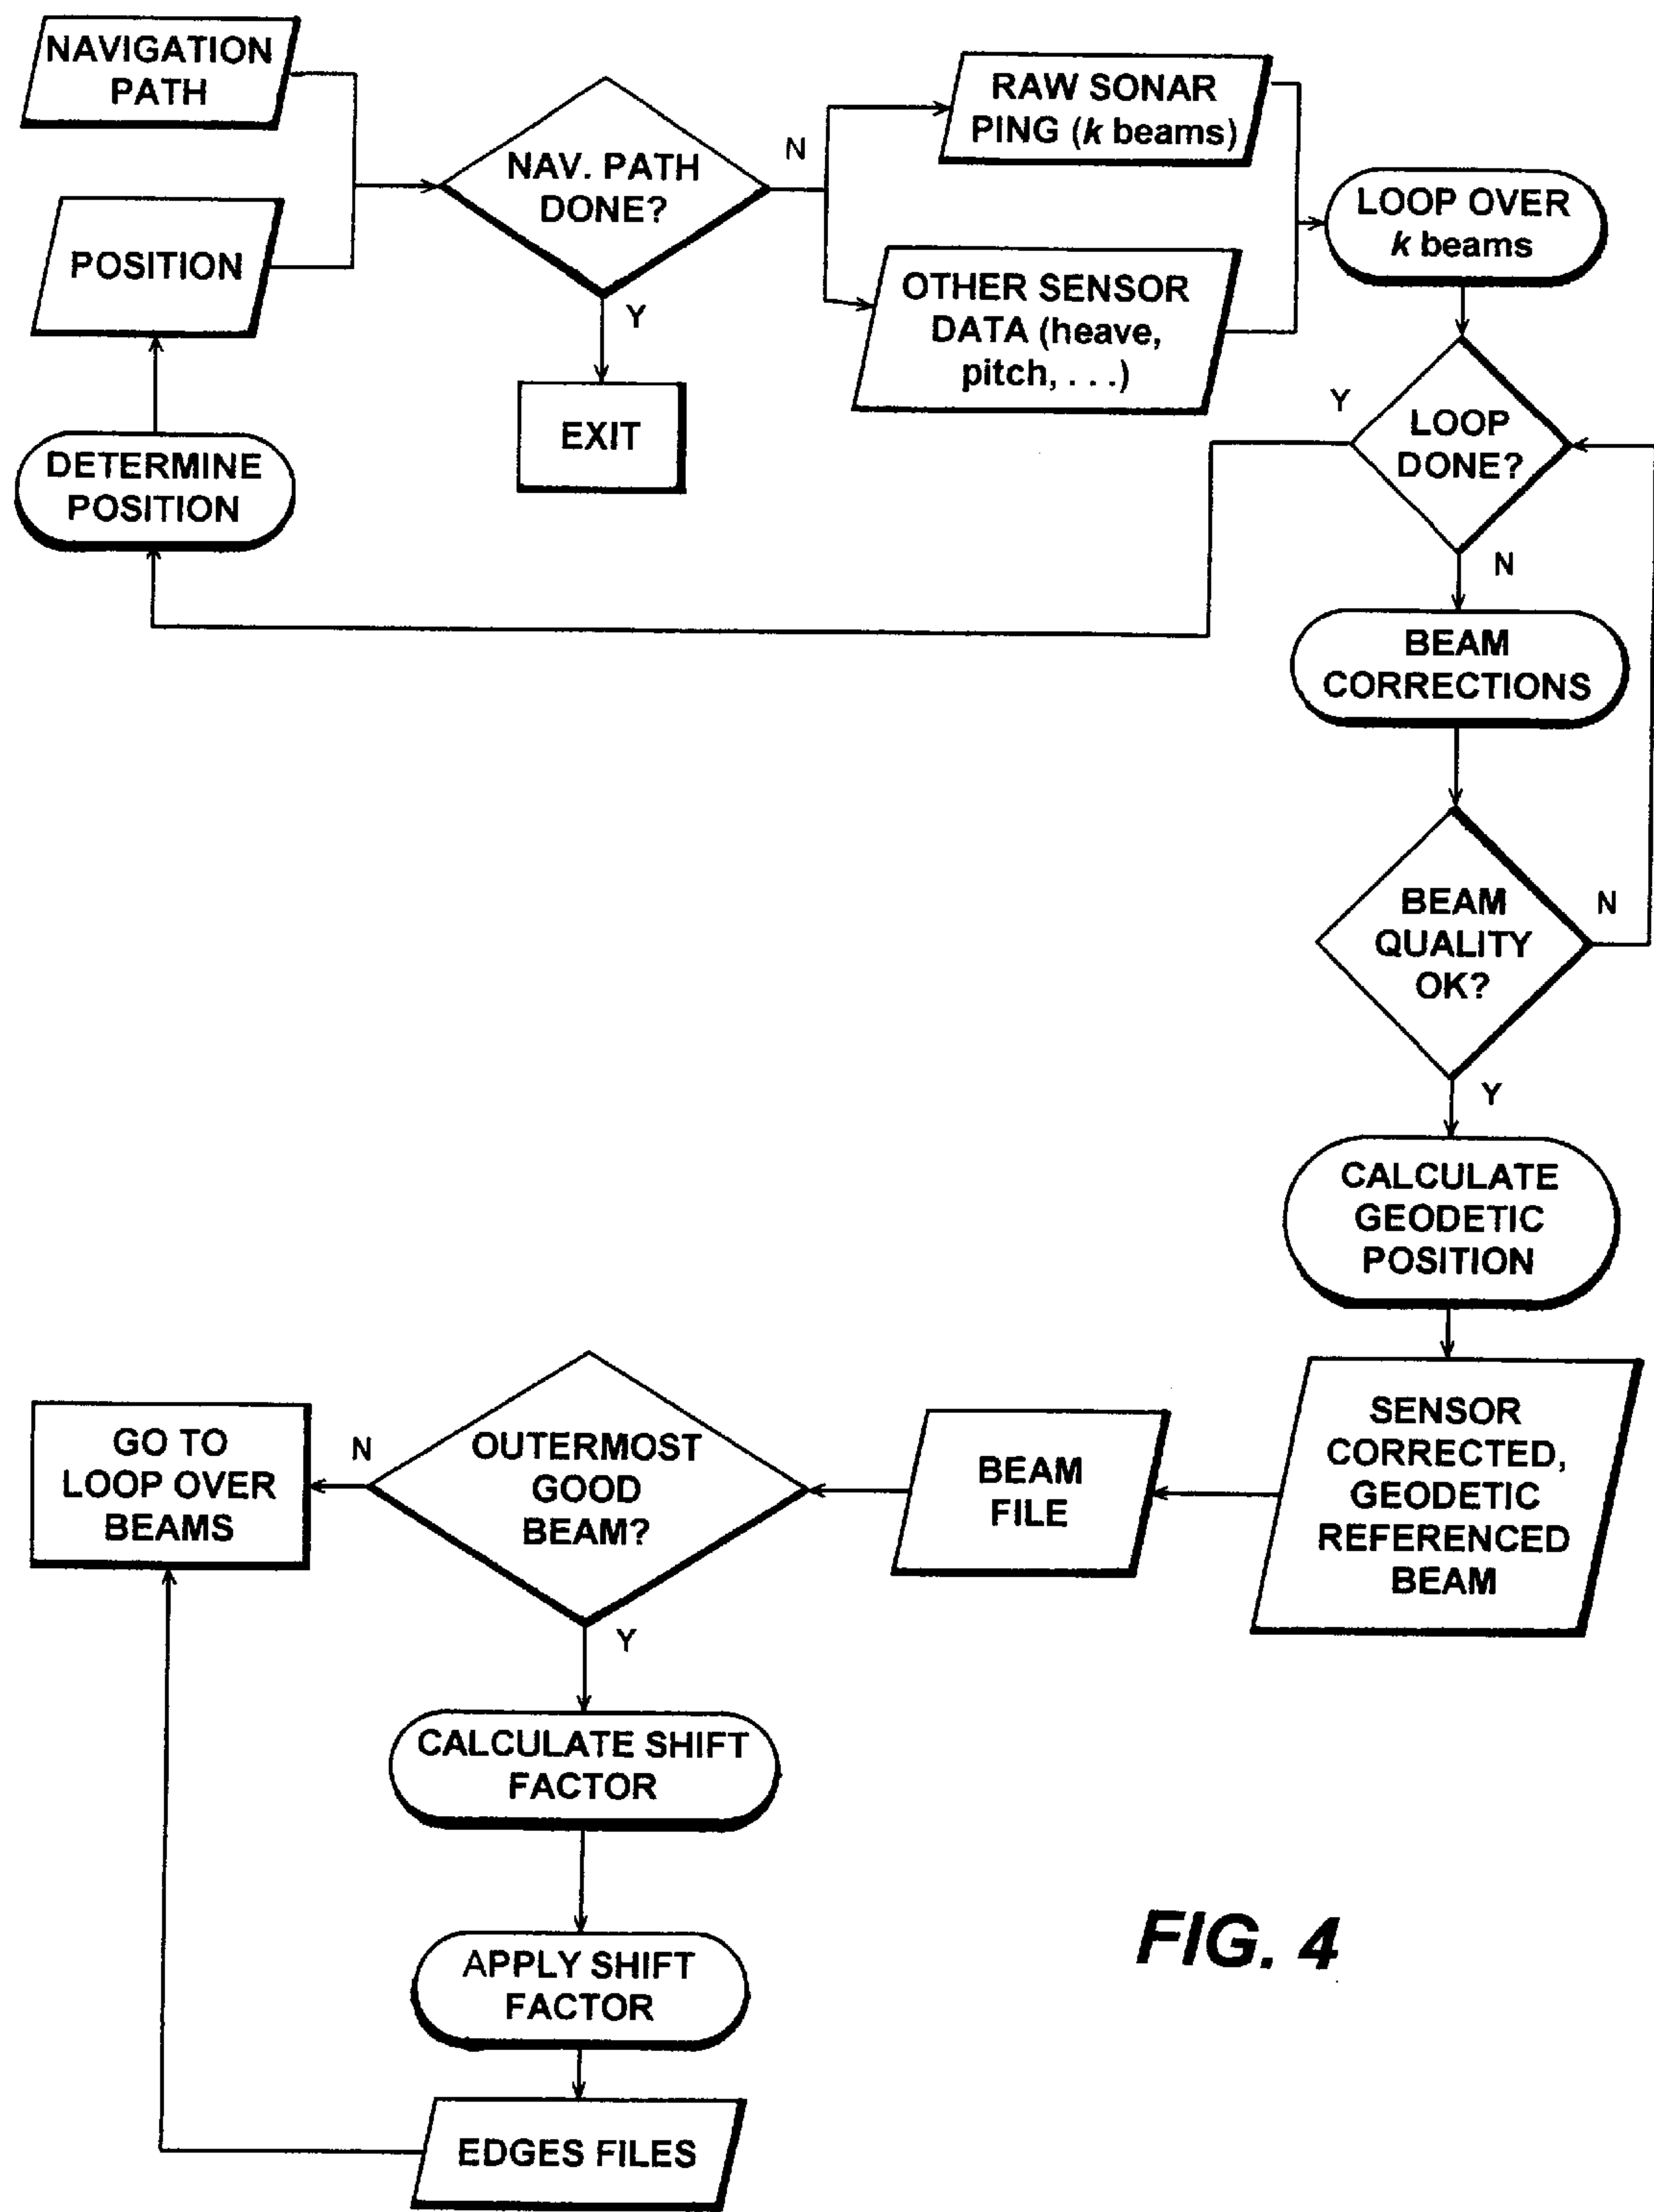 NAVIGATION
PATH
POSITION
DETERMINE
POSITION
NAV. PATH
DONE?
N
Y
EXIT
RAW SONAR
PING (k beams)
OTHER SENSOR
DATA (heave,
pitch, . . .)
LOOP OVER
k beams
LOOP
DONE?
Y
N
BEAM
CORRECTIONS
BEAM
QUALITY
OK?
N
Y
CALCULATE
GEODETIC
POSITION
SENSOR
CORRECTED,
GEODETIC
REFERENCED
BEAM
BEAM
FILE
OUTERMOST
GOOD
BEAM?
N
Y
GO TO
LOOP OVER
BEAMS
CALCULATE SHIFT
FACTOR
APPLY SHIFT
FACTOR
EDGES FILES
FIG. 4